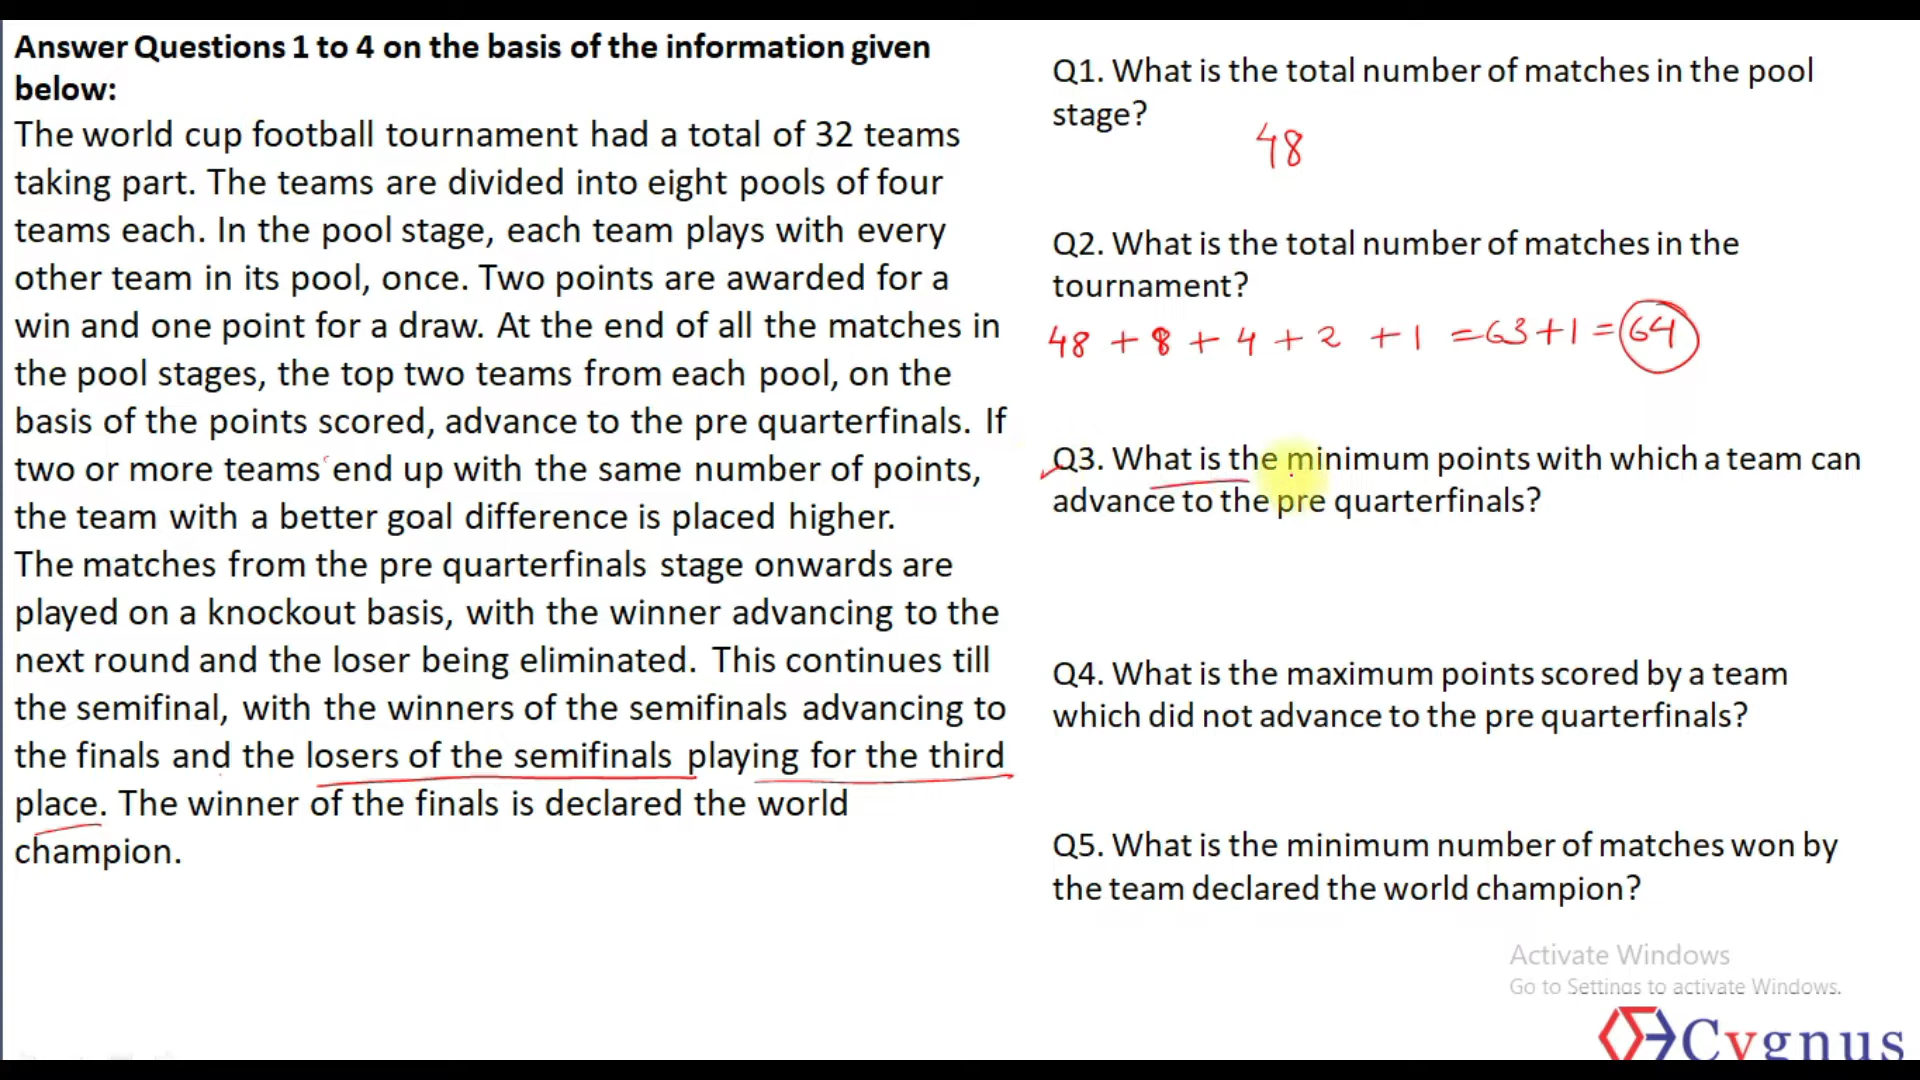 Answer Questions 1 to 4 on the basis of the information given
below:
The world cup football tournament had a total of 32 teams
taking part. The teams are divided into eight pools of four
teams each. In the pool stage, each team plays with every
other team in its pool, once. Two points are awarded for a
win and one point for a draw. At the end of all the matches in
the pool stages, the top two teams from each pool, on the
basis of the points scored, advance to the pre quarterfinals. If
two or more teams end up with the same number of points,
the team with a better goal difference is placed higher.
The matches from the pre quarterfinals stage onwards are
played on a knockout basis, with the winner advancing to the
next round and the loser being eliminated. This continues till
the semifinal, with the winners of the semifinals advancing to
the finals and the losers of the semifinals playing for the third
place. The winner of the finals is declared the world
champion.
Q1. What is the total number of matches in the pool
stage?
48
Q2. What is the total number of matches in the
tournament?
48 + 8 + 4 + 2 + 1 = 63 + 1 = 64
Q3. What is the minimum points with which a team can
advance to the pre quarterfinals?
Q4. What is the maximum points scored by a team
which did not advance to the pre quarterfinals?
Q5. What is the minimum number of matches won by
the team declared the world champion?
Activate Windows
Go to Settings to activate Windows.
Cygnus